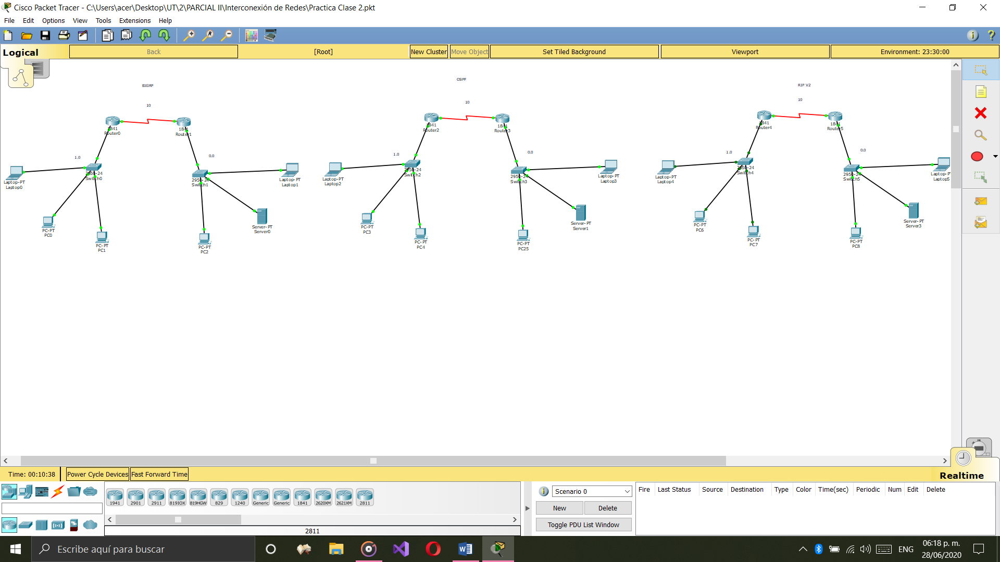 Cisco Packet Tracer - C:\Users\acer\Desktop\UT\2\PARCIAL II\Interconexión de Redes\Practica Clase 2.pkt
File Edit Options View Tools Extensions Help
Logical Back [Root] New Cluster Move Object Set Tiled Background Viewport Environment: 23:30:00
EIGRP
10
1841
Router0
1841
Router1
1.0
0.0
Laptop-PT
Laptop0
2950-24
Switch0
2950-24
Switch1
Laptop-PT
Laptop1
PC-PT
PC0
PC-PT
PC1
PC-PT
PC2
Server-PT
Server0
OSPF
10
1841
Router2
1841
Router3
1.0
0.0
Laptop-PT
Laptop2
2950-24
Switch2
2950-24
Switch3
Laptop-PT
Laptop3
PC-PT
PC3
PC-PT
PC4
PC-PT
PC25
Server-PT
Server1
RIP V2
10
1841
Router4
1841
Router5
1.0
0.0
Laptop-PT
Laptop4
2950-24
Switch4
2950-24
Switch5
Laptop-P
Laptop5
PC-PT
PC6
PC-PT
PC7
PC-PT
PC8
Server-PT
Server3
Time: 00:10:38 Power Cycle Devices Fast Forward Time
Realtime
1941 2901 2911 819IOX 819HGW 829 1240 Generic Generic 1841 2620XM 2621XM 2811
2811
Scenario 0
New Delete
Toggle PDU List Window
Fire Last Status Source Destination Type Color Time(sec) Periodic Num Edit Delete
Escribe aquí para buscar
ENG
06:18 p. m.
28/06/2020